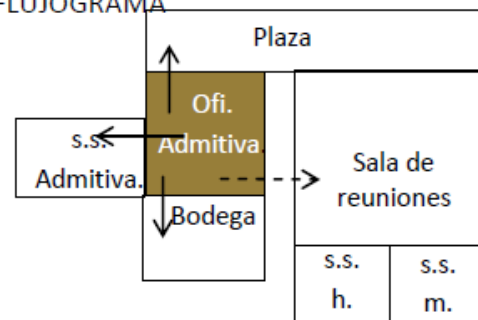 FLUJOGRAMA
Plaza
Ofi.
Admitiva.
s.s.
Admitiva.
Sala de
reuniones
Bodega
s.s.
h.
s.s.
m.